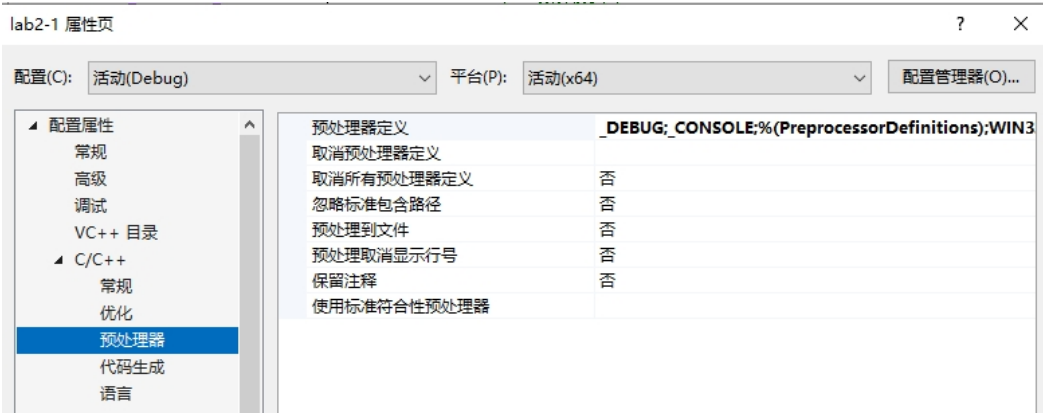 lab2-1 属性页 ? ×
配置(C): 活动(Debug) 平台(P): 活动(x64) 配置管理器(O)...
配置属性
常规
高级
调试
VC++ 目录
C/C++
常规
优化
预处理器
代码生成
语言
预处理器定义 _DEBUG;_CONSOLE;%(PreprocessorDefinitions);WIN3
取消预处理器定义
取消所有预处理器定义 否
忽略标准包含路径 否
预处理到文件 否
预处理取消显示行号 否
保留注释 否
使用标准符合性预处理器